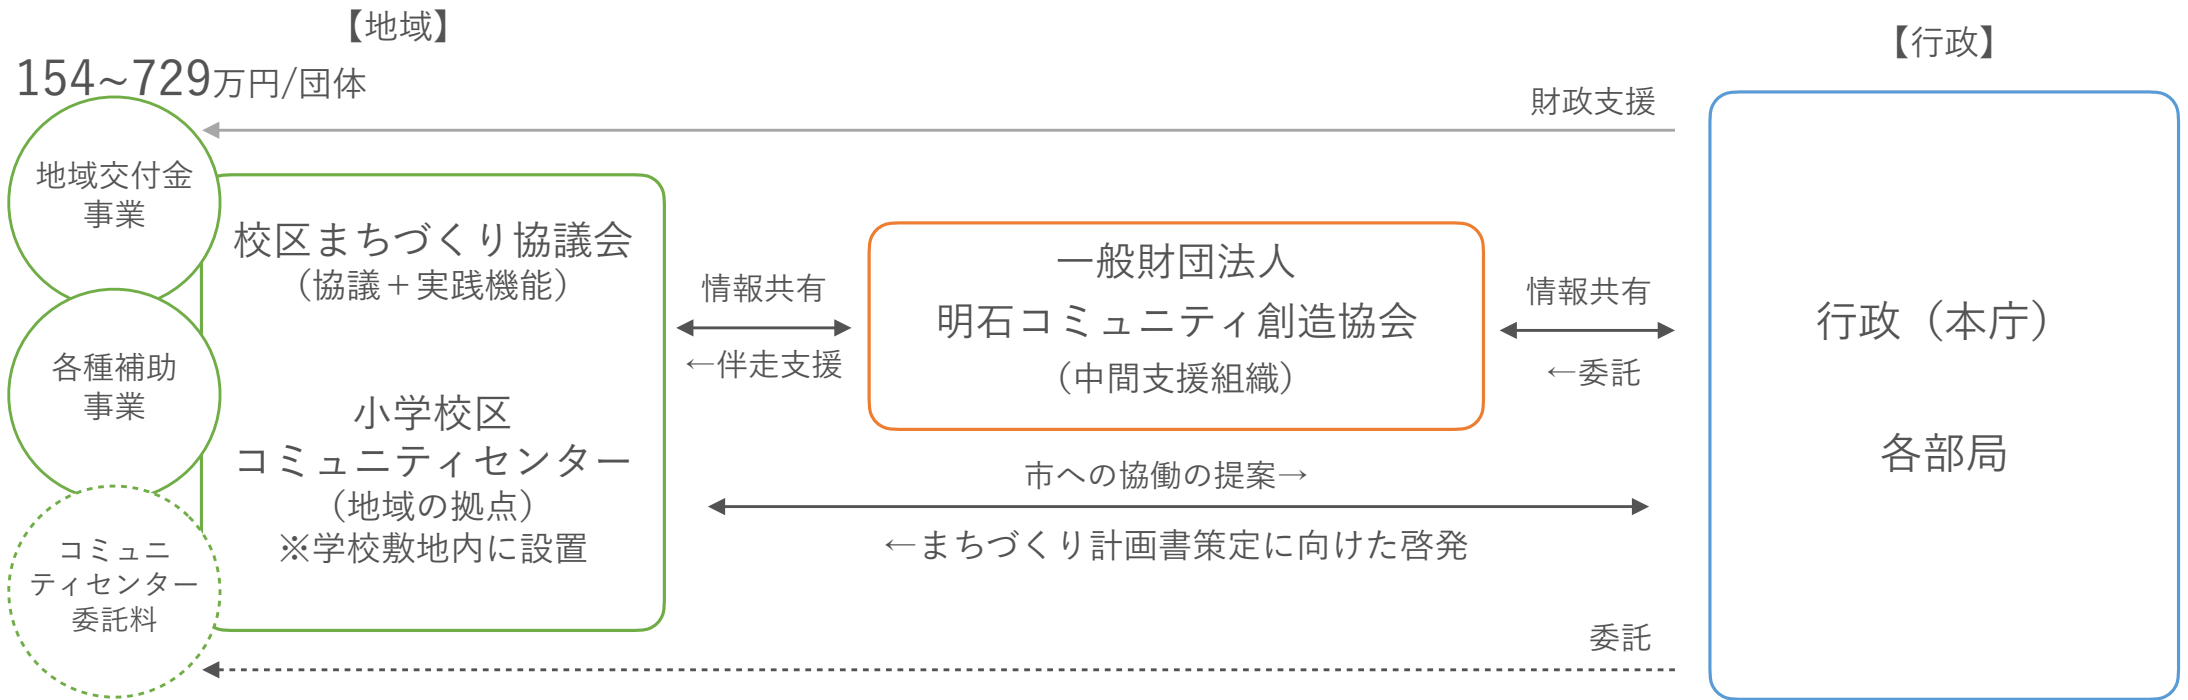 【地域】
【行政】
154~729万円/団体
財政支援
地域交付金
事業
校区まちづくり協議会
（協議＋実践機能）
各種補助
事業
小学校区
コミュニティセンター
（地域の拠点）
※学校敷地内に設置
コミュニ
ティセンター
委託料
情報共有
←伴走支援
一般財団法人
明石コミュニティ創造協会
（中間支援組織）
情報共有
←委託
市への協働の提案→
←まちづくり計画書策定に向けた啓発
委託
行政（本庁）
各部局